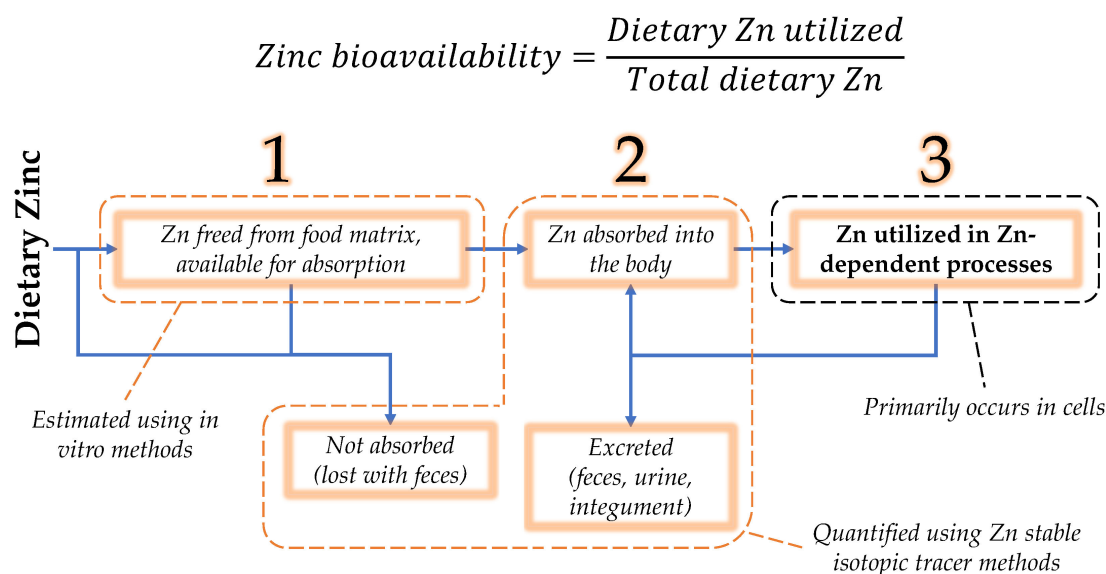 Zinc bioavailability = Dietary Zn utilized / Total dietary Zn
1
2
3
Dietary Zinc
Zn freed from food matrix,
available for absorption
Zn absorbed into
the body
Zn utilized in Zn-
dependent processes
Estimated using in
vitro methods
Primarily occurs in cells
Not absorbed
(lost with feces)
Excreted
(feces, urine,
integument)
Quantified using Zn stable
isotopic tracer methods